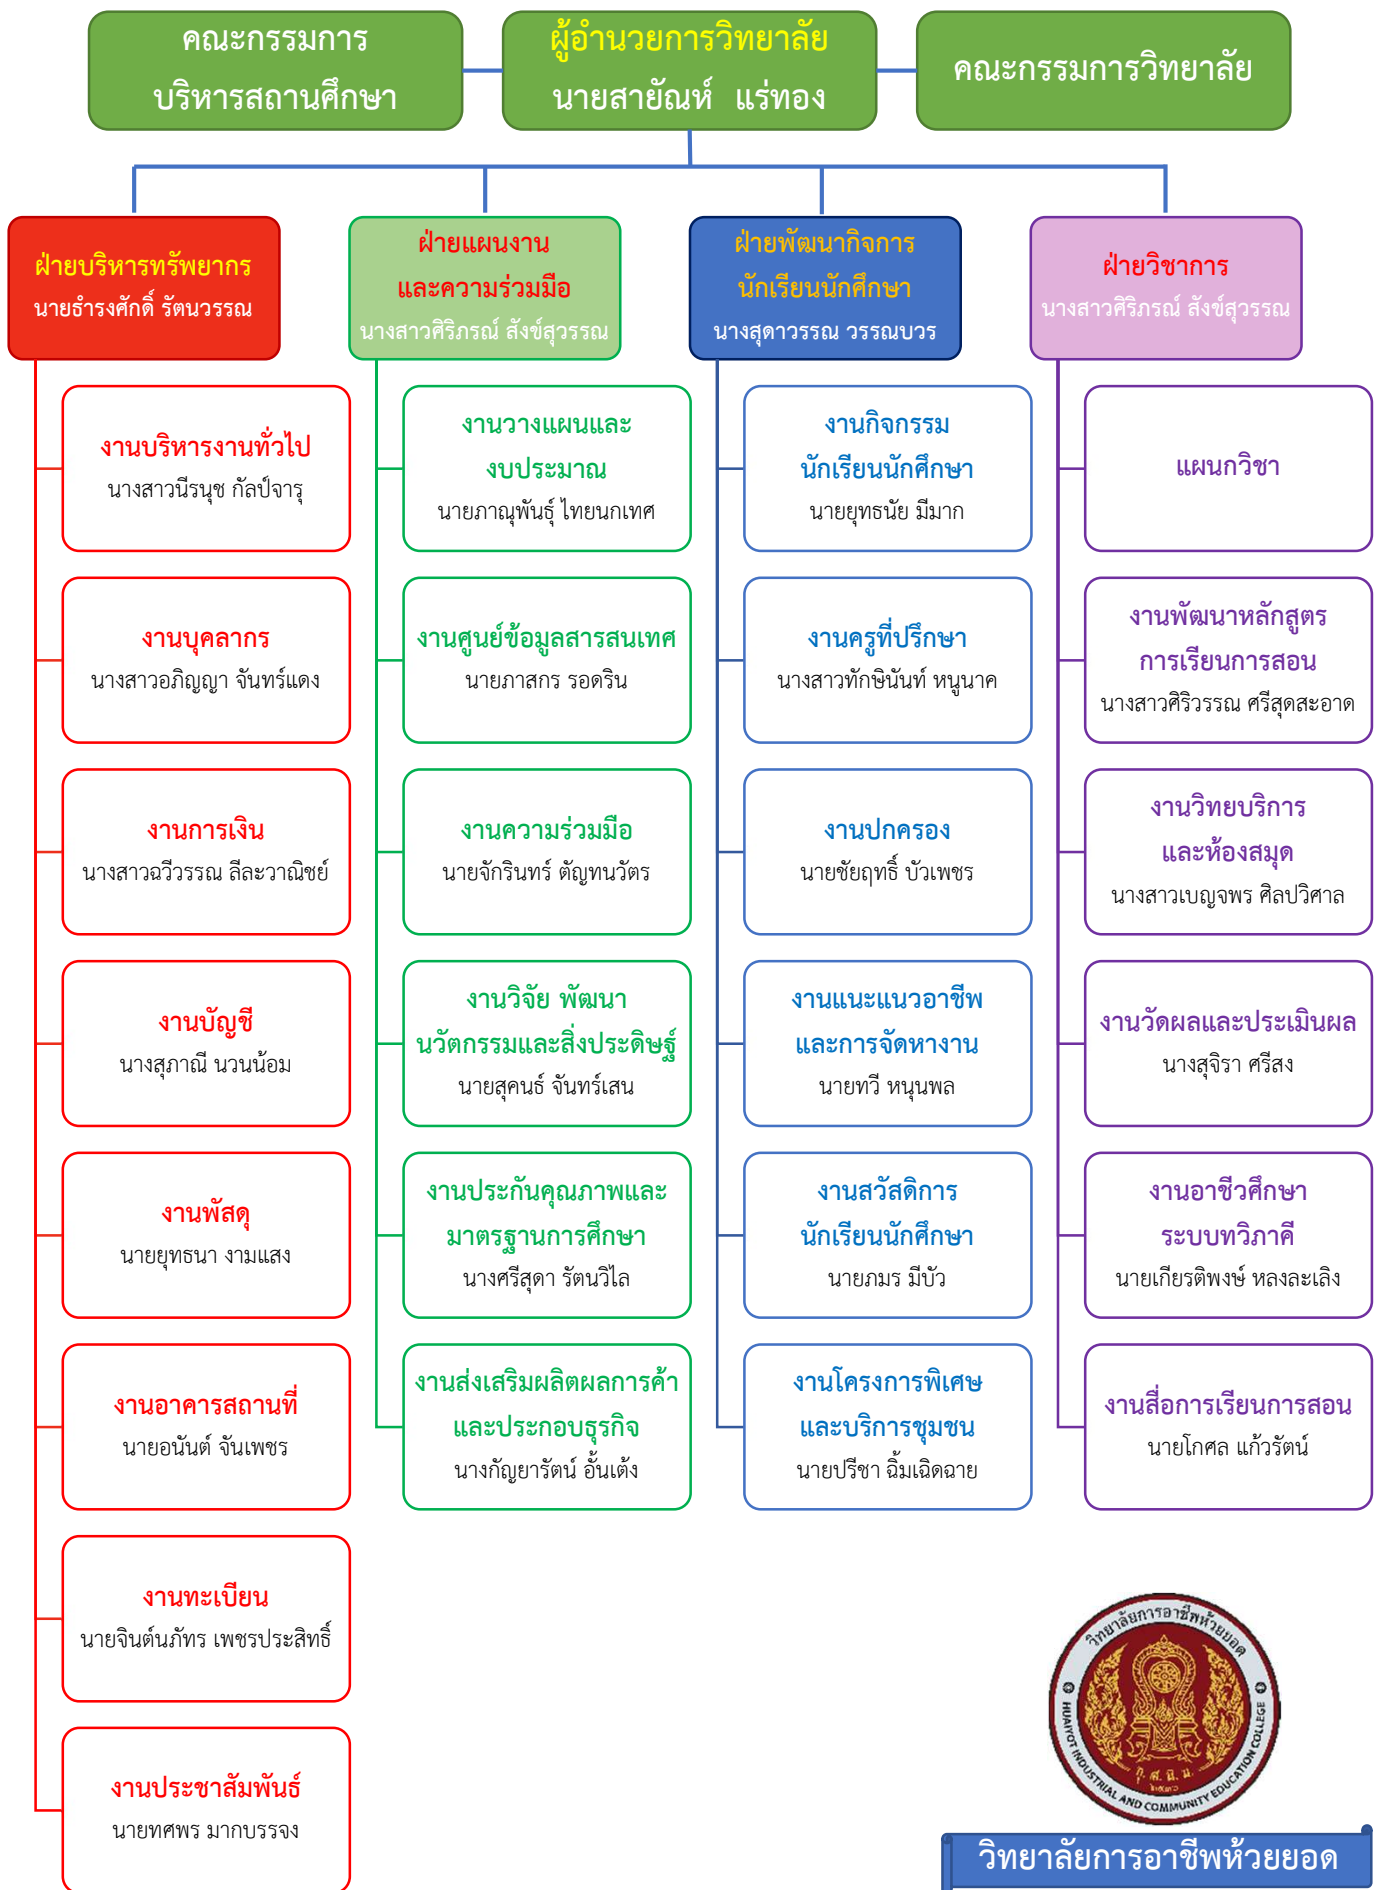 คณะกรรมการ
บริหารสถานศึกษา
ผู้อำนวยการวิทยาลัย
นายสายัณห์ แร่ทอง
คณะกรรมการวิทยาลัย
ฝ่ายบริหารทรัพยากร
นายธำรงศักดิ์ รัตนวรรณ
งานบริหารงานทั่วไป
นางสาวนีรนุช กัลป์จารุ
งานบุคลากร
นางสาวอภิญญา จันทร์แดง
งานการเงิน
นางสาวฉวีวรรณ ลีละวาณิชย์
งานบัญชี
นางสุภาณี นวนน้อม
งานพัสดุ
นายยุทธนา งามแสง
งานอาคารสถานที่
นายอนันต์ จันเพชร
งานทะเบียน
นายจินต์นภัทร เพชรประสิทธิ์
งานประชาสัมพันธ์
นายทศพร มากบรรจง
ฝ่ายแผนงาน
และความร่วมมือ
นางสาวศิริภรณ์ สังข์สุวรรณ
งานวางแผนและ
งบประมาณ
นายภาณุพันธุ์ ไทยนกเทศ
งานศูนย์ข้อมูลสารสนเทศ
นายภาสกร รอดริน
งานความร่วมมือ
นายจักรินทร์ ตัญทนวัตร
งานวิจัย พัฒนา
นวัตกรรมและสิ่งประดิษฐ์
นายสุคนธ์ จันทร์เสน
งานประกันคุณภาพและ
มาตรฐานการศึกษา
นางศรีสุดา รัตนวิไล
งานส่งเสริมผลิตผลการค้า
และประกอบธุรกิจ
นางกัญยารัตน์ อั้นเต้ง
ฝ่ายพัฒนากิจการ
นักเรียนนักศึกษา
นางสุดาวรรณ วรรณบวร
งานกิจกรรม
นักเรียนนักศึกษา
นายยุทธนัย มีมาก
งานครูที่ปรึกษา
นางสาวทักษินันท์ หนูนาค
งานปกครอง
นายชัยฤทธิ์ บัวเพชร
งานแนะแนวอาชีพ
และการจัดหางาน
นายทวี หนุนพล
งานสวัสดิการ
นักเรียนนักศึกษา
นายภมร มีบัว
งานโครงการพิเศษ
และบริการชุมชน
นายปรีชา ฉิ้มเฉิดฉาย
ฝ่ายวิชาการ
นางสาวศิริภรณ์ สังข์สุวรรณ
แผนกวิชา
งานพัฒนาหลักสูตร
การเรียนการสอน
นางสาวศิริวรรณ ศรีสุดสะอาด
งานวิทยบริการ
และห้องสมุด
นางสาวเบญจพร ศิลปวิศาล
งานวัดผลและประเมินผล
นางสุจิรา ศรีสง
งานอาชีวศึกษา
ระบบทวิภาคี
นายเกียรติพงษ์ หลงละเลิง
งานสื่อการเรียนการสอน
นายโกศล แก้วรัตน์
วิทยาลัยการอาชีพห้วยยอด
HUAIYOT INDUSTRIAL AND COMMUNITY EDUCATION COLLEGE
วิทยาลัยการอาชีพห้วยยอด